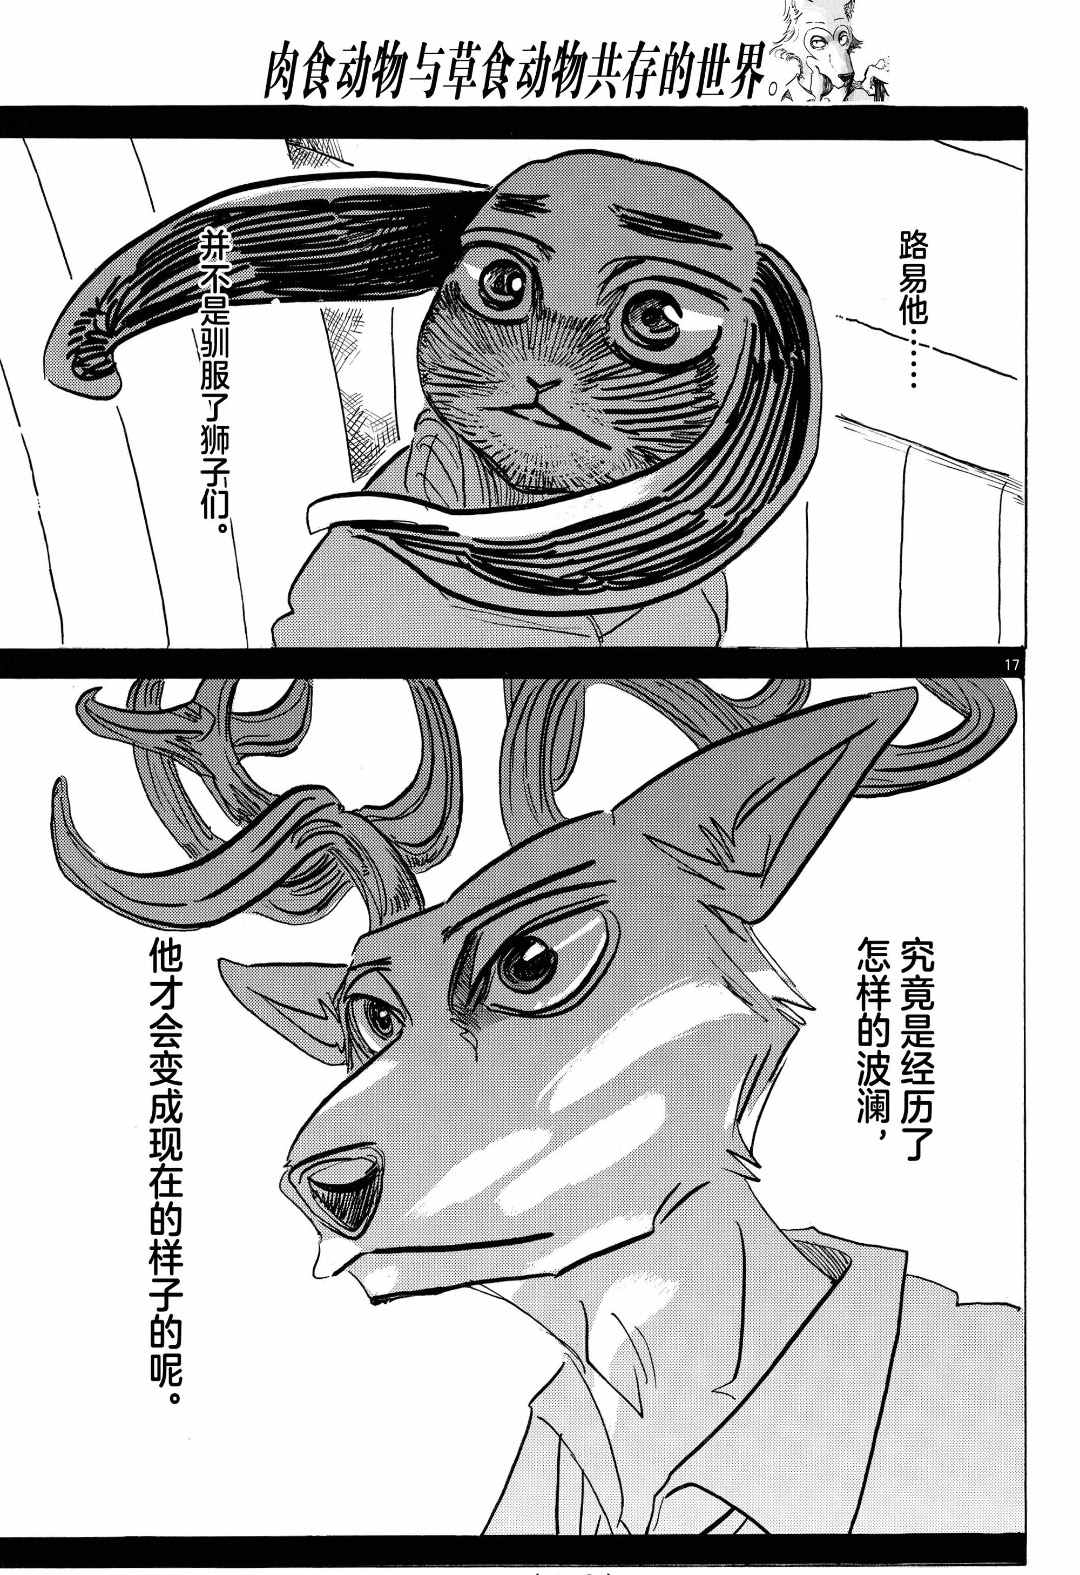 肉食动物与草食动物共存的世界。
路易他……
并不是驯服了狮子们。
17
究竟是经历了
怎样的波澜，
他才会变成现在的样子的呢。